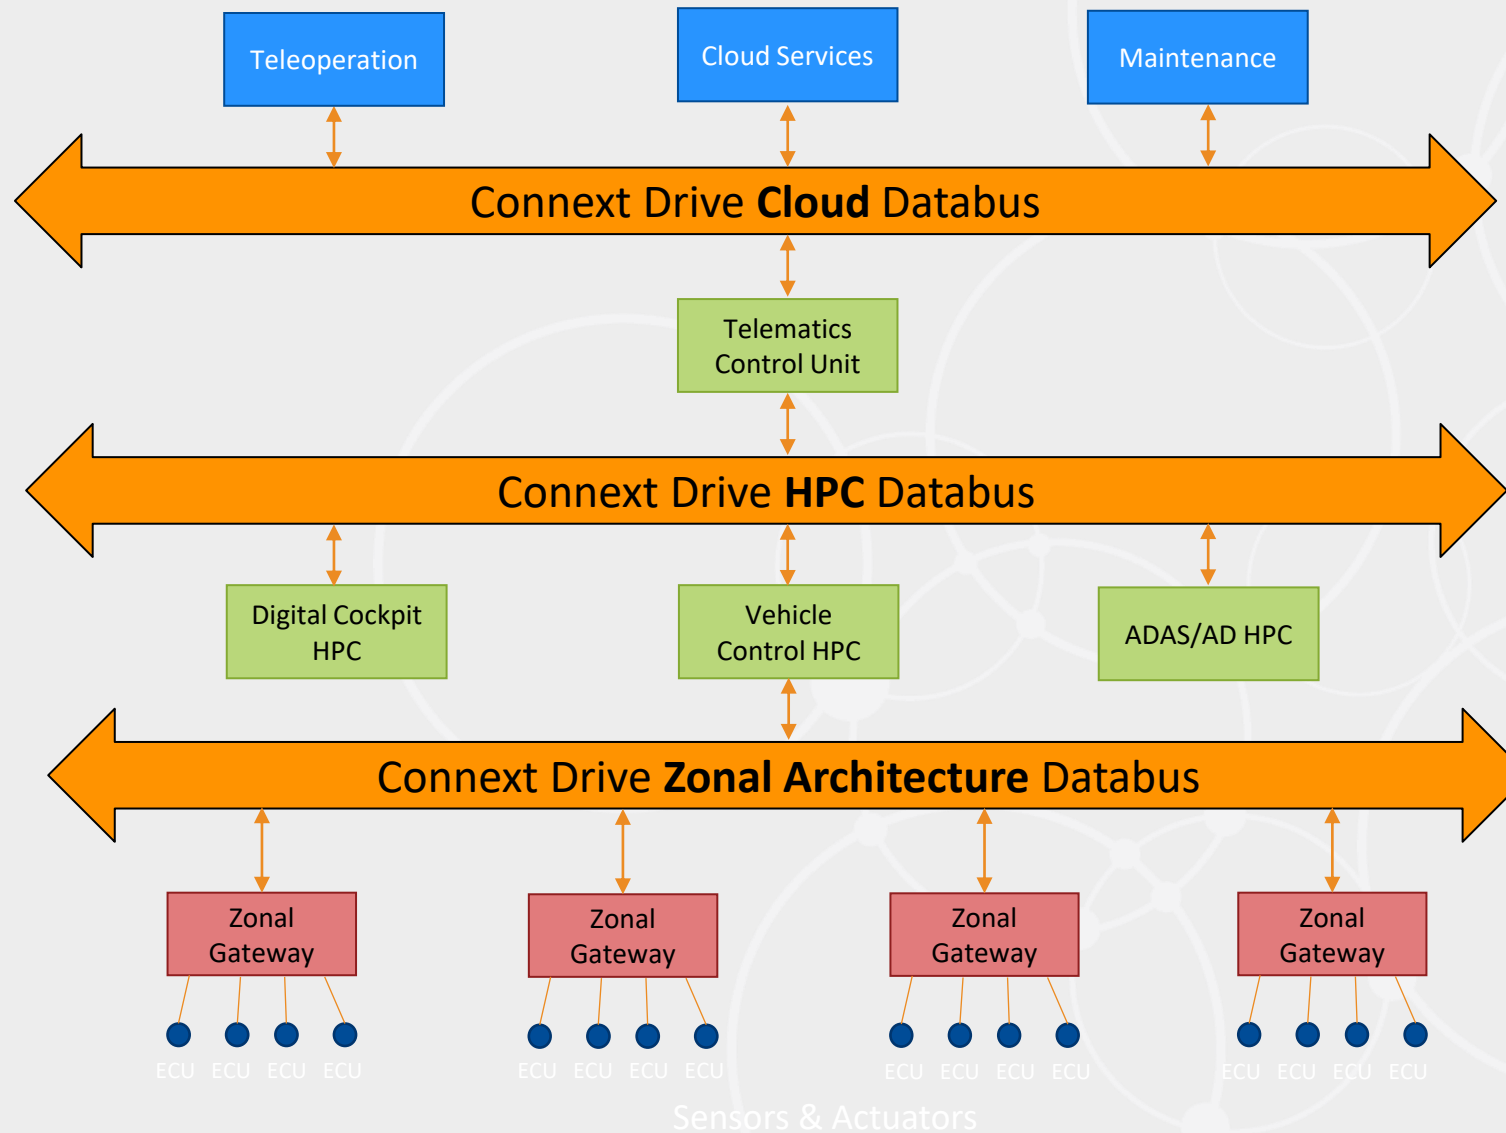 Teleoperation
Cloud Services
Maintenance
Connext Drive Cloud Databus
Telematics
Control Unit
Connext Drive HPC Databus
Digital Cockpit
HPC
Vehicle
Control HPC
ADAS/AD HPC
Connext Drive Zonal Architecture Databus
Zonal
Gateway
Zonal
Gateway
Zonal
Gateway
Zonal
Gateway
ECU ECU ECU ECU
ECU ECU ECU ECU
ECU ECU ECU ECU
ECU ECU ECU ECU
Sensors & Actuators